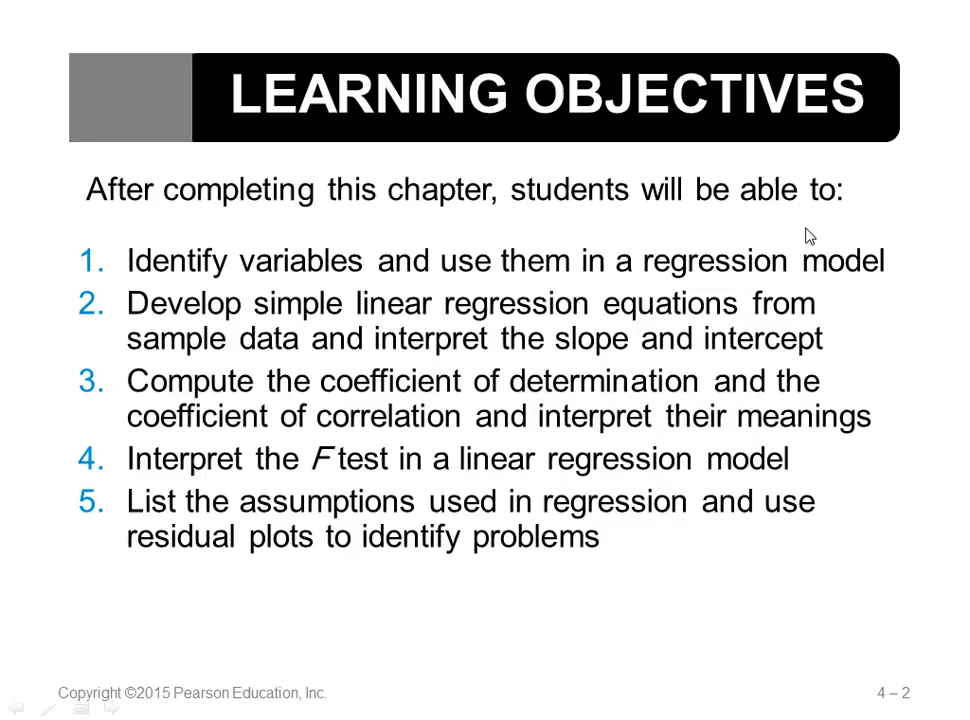 LEARNING OBJECTIVES
After completing this chapter, students will be able to:
1. Identify variables and use them in a regression model
2. Develop simple linear regression equations from
sample data and interpret the slope and intercept
3. Compute the coefficient of determination and the
coefficient of correlation and interpret their meanings
4. Interpret the F test in a linear regression model
5. List the assumptions used in regression and use
residual plots to identify problems
Copyright ©2015 Pearson Education, Inc.
4 – 2